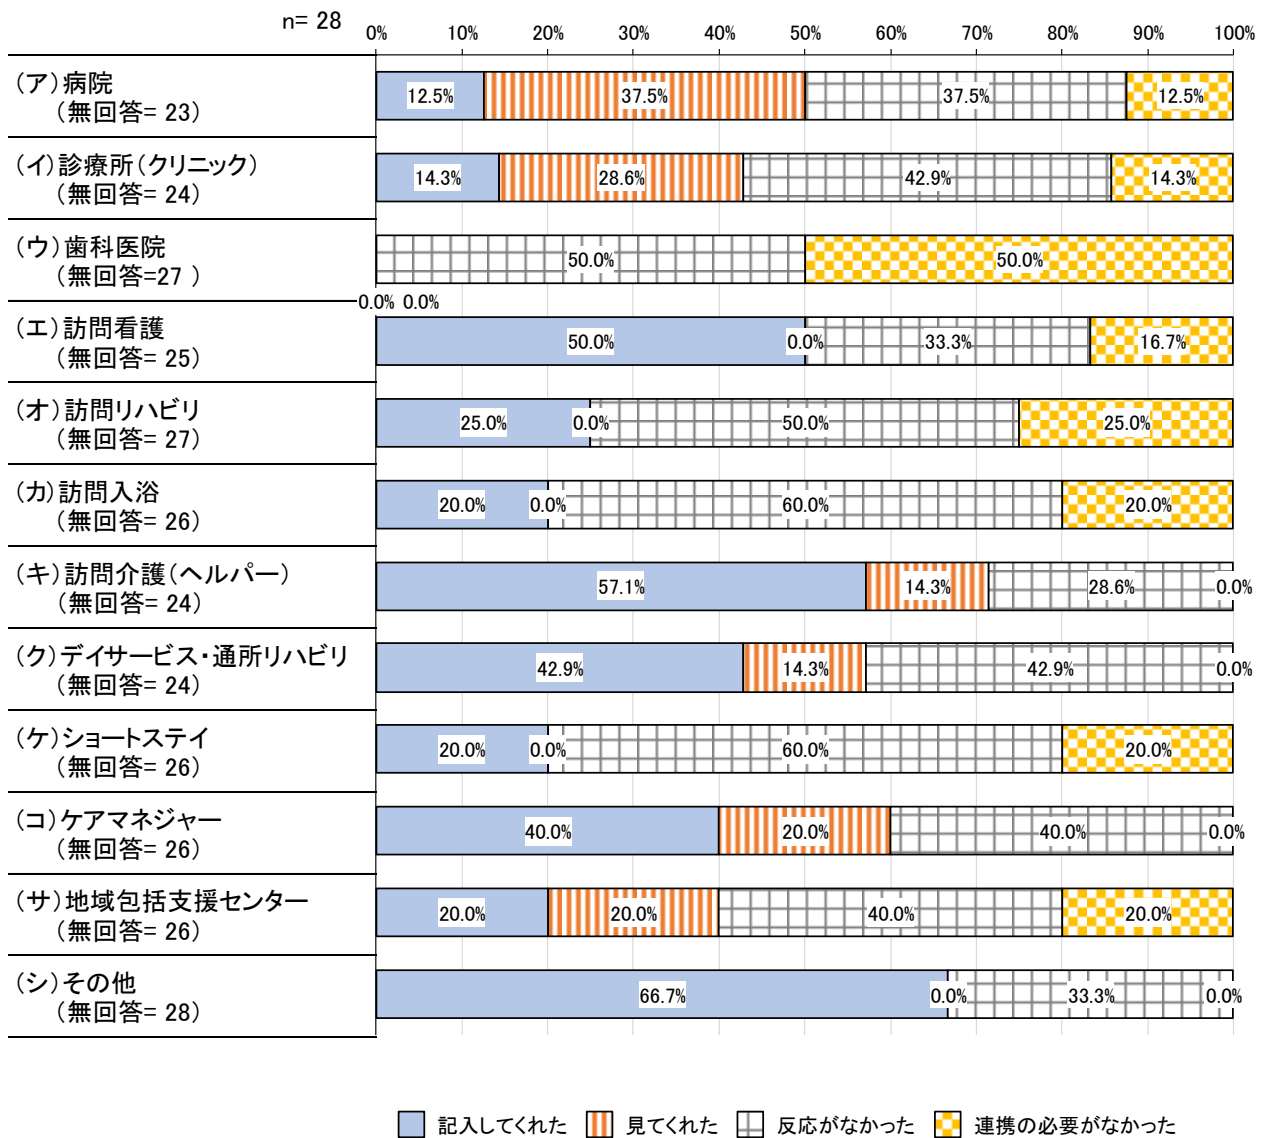 n= 28
0% 10% 20% 30% 40% 50% 60% 70% 80% 90% 100%
(ア)病院
(無回答= 23)
12.5% 37.5% 37.5% 12.5%
(イ)診療所(クリニック)
(無回答= 24)
14.3% 28.6% 42.9% 14.3%
(ウ)歯科医院
(無回答=27 )
50.0% 50.0%
0.0% 0.0%
(エ)訪問看護
(無回答= 25)
50.0% 0.0% 33.3% 16.7%
(オ)訪問リハビリ
(無回答= 27)
25.0% 0.0% 50.0% 25.0%
(カ)訪問入浴
(無回答= 26)
20.0% 0.0% 60.0% 20.0%
(キ)訪問介護(ヘルパー)
(無回答= 24)
57.1% 14.3% 28.6% 0.0%
(ク)デイサービス・通所リハビリ
(無回答= 24)
42.9% 14.3% 42.9% 0.0%
(ケ)ショートステイ
(無回答= 26)
20.0% 0.0% 60.0% 20.0%
(コ)ケアマネジャー
(無回答= 26)
40.0% 20.0% 40.0% 0.0%
(サ)地域包括支援センター
(無回答= 26)
20.0% 20.0% 40.0% 20.0%
(シ)その他
(無回答= 28)
66.7% 0.0% 33.3% 0.0%
記入してくれた 見てくれた 反応がなかった 連携の必要がなかった